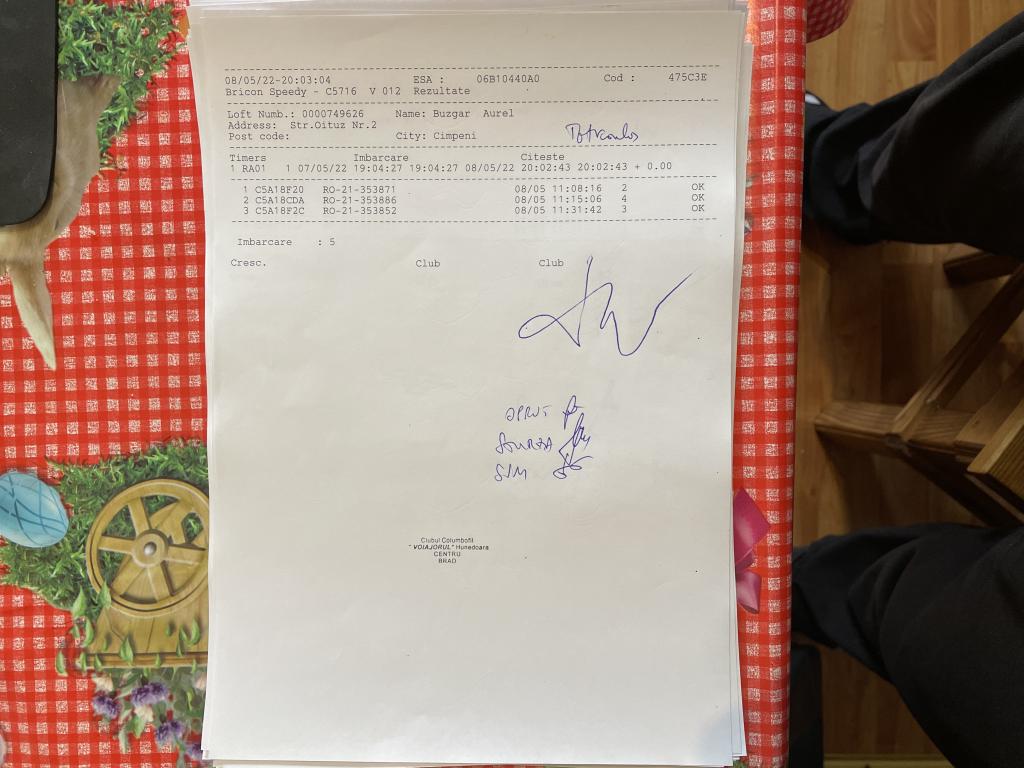 08/05/22-20:03:04 ESA : 06B10440A0 Cod : 475C3E
Bricon Speedy - C5716 V 012 Rezultate
Loft Numb.: 0000749626 Name: Buzgar Aurel
Address: Str.Oituz Nr.2
Post code: City: Cimpeni
Timers Imbarcare Citeste
1 RA01 1 07/05/22 19:04:27 19:04:27 08/05/22 20:02:43 20:02:43 + 0.00
1 C5A18F20 RO-21-353871 08/05 11:08:16 2 OK
2 C5A18CDA RO-21-353886 08/05 11:15:06 4 OK
3 C5A18F2C RO-21-353852 08/05 11:31:42 3 OK
Imbarcare : 5
Cresc. Club Club
SIM
Clubul Columbofil
"VOIAJORUL" Hunedoara
CENTRU
BRAD